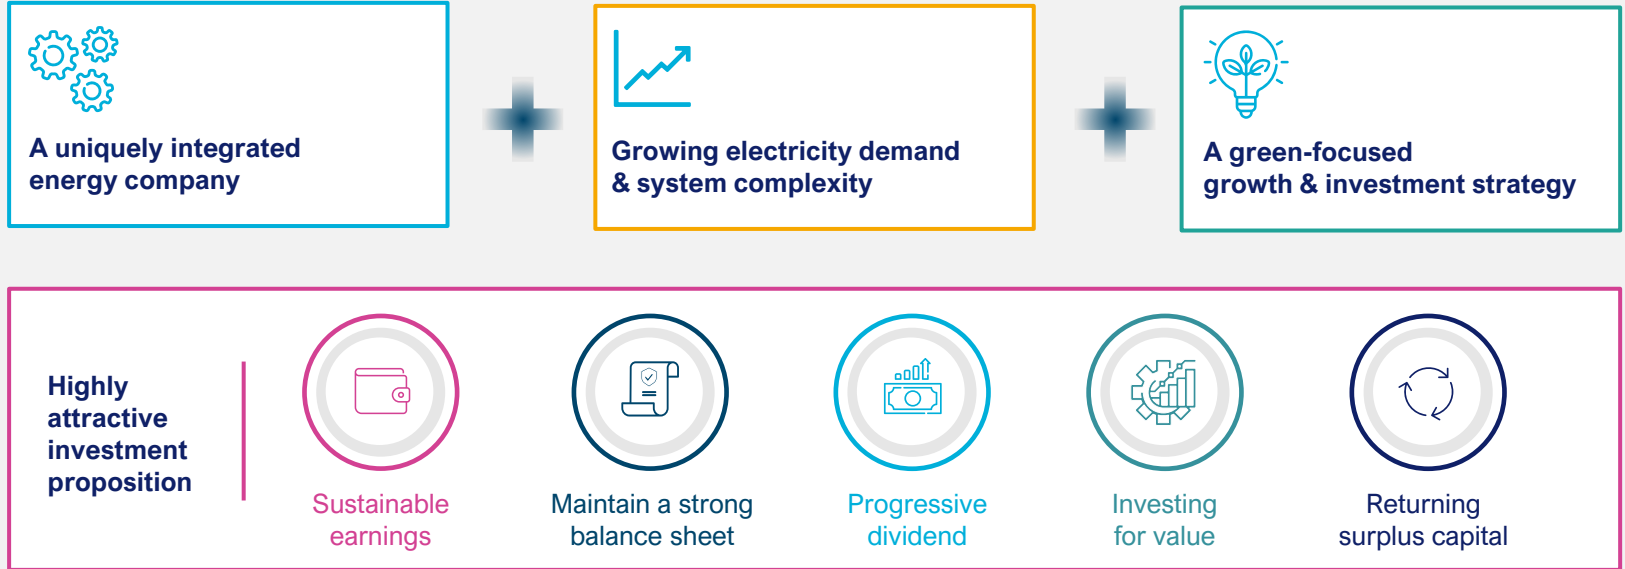 A uniquely integrated
energy company
Growing electricity demand
& system complexity
A green-focused
growth & investment strategy
Highly
attractive
investment
proposition
Sustainable
earnings
Maintain a strong
balance sheet
Progressive
dividend
Investing
for value
Returning
surplus capital